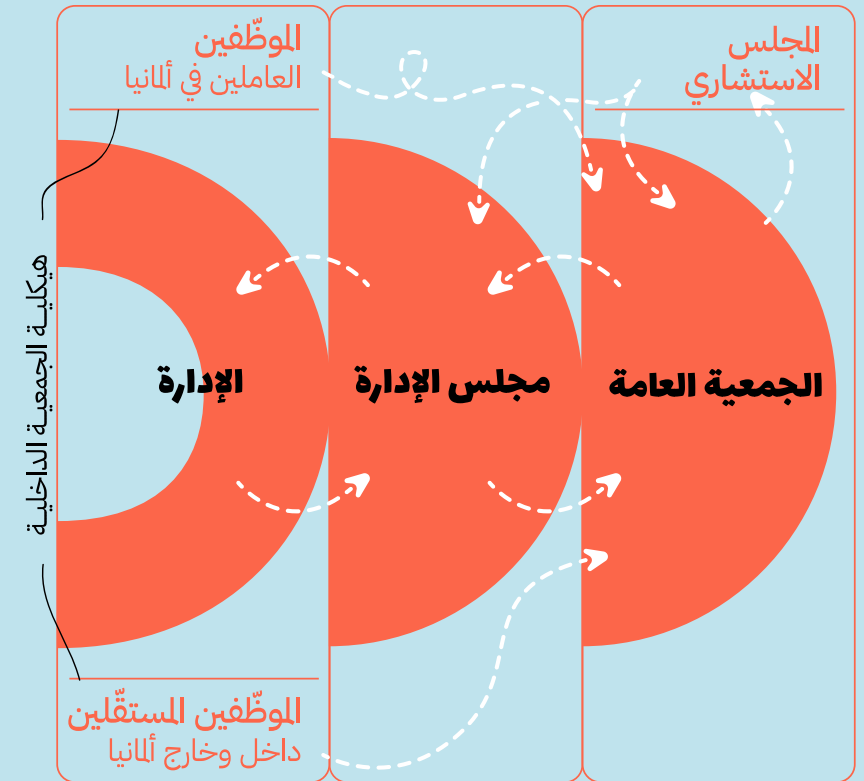 المجلس
الاستشاري
الموظّفين
العاملين في ألمانيا
الجمعية العامة
مجلس الإدارة
الإدارة
هيكلية الجمعية الداخلية
الموظّفين المستقّلين
داخل وخارج ألمانيا